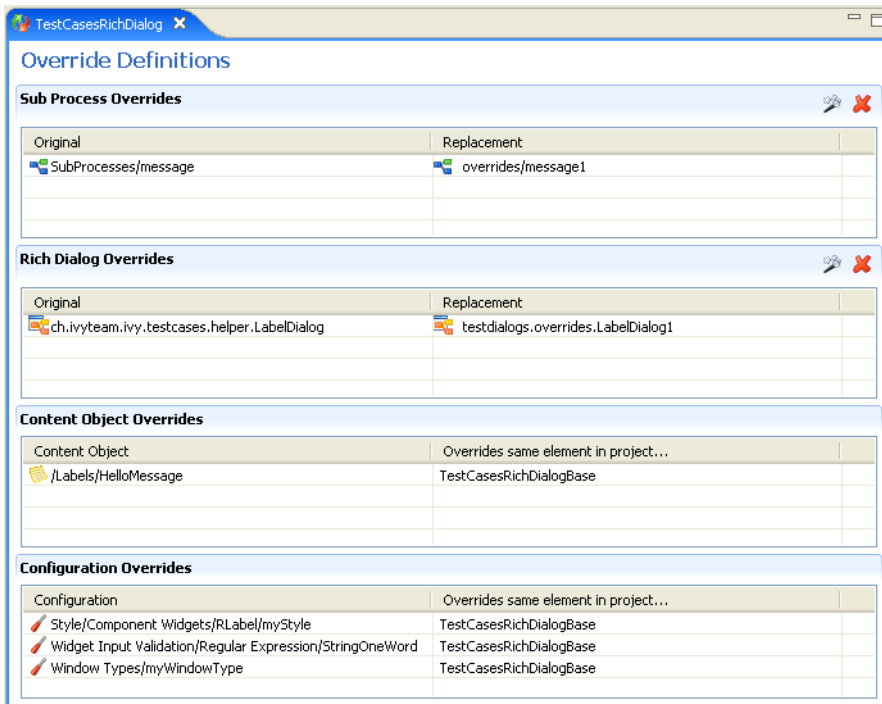 TestCasesRichDialog
Override Definitions
Sub Process Overrides
Original Replacement
SubProcesses/message overrides/message1
Rich Dialog Overrides
Original Replacement
ch.ivyteam.ivy.testcases.helper.LabelDialog testdialogs.overrides.LabelDialog1
Content Object Overrides
Content Object Overrides same element in project...
/Labels/HelloMessage TestCasesRichDialogBase
Configuration Overrides
Configuration Overrides same element in project...
Style/Component Widgets/RLabel/myStyle TestCasesRichDialogBase
Widget Input Validation/Regular Expression/StringOneWord TestCasesRichDialogBase
Window Types/myWindowType TestCasesRichDialogBase